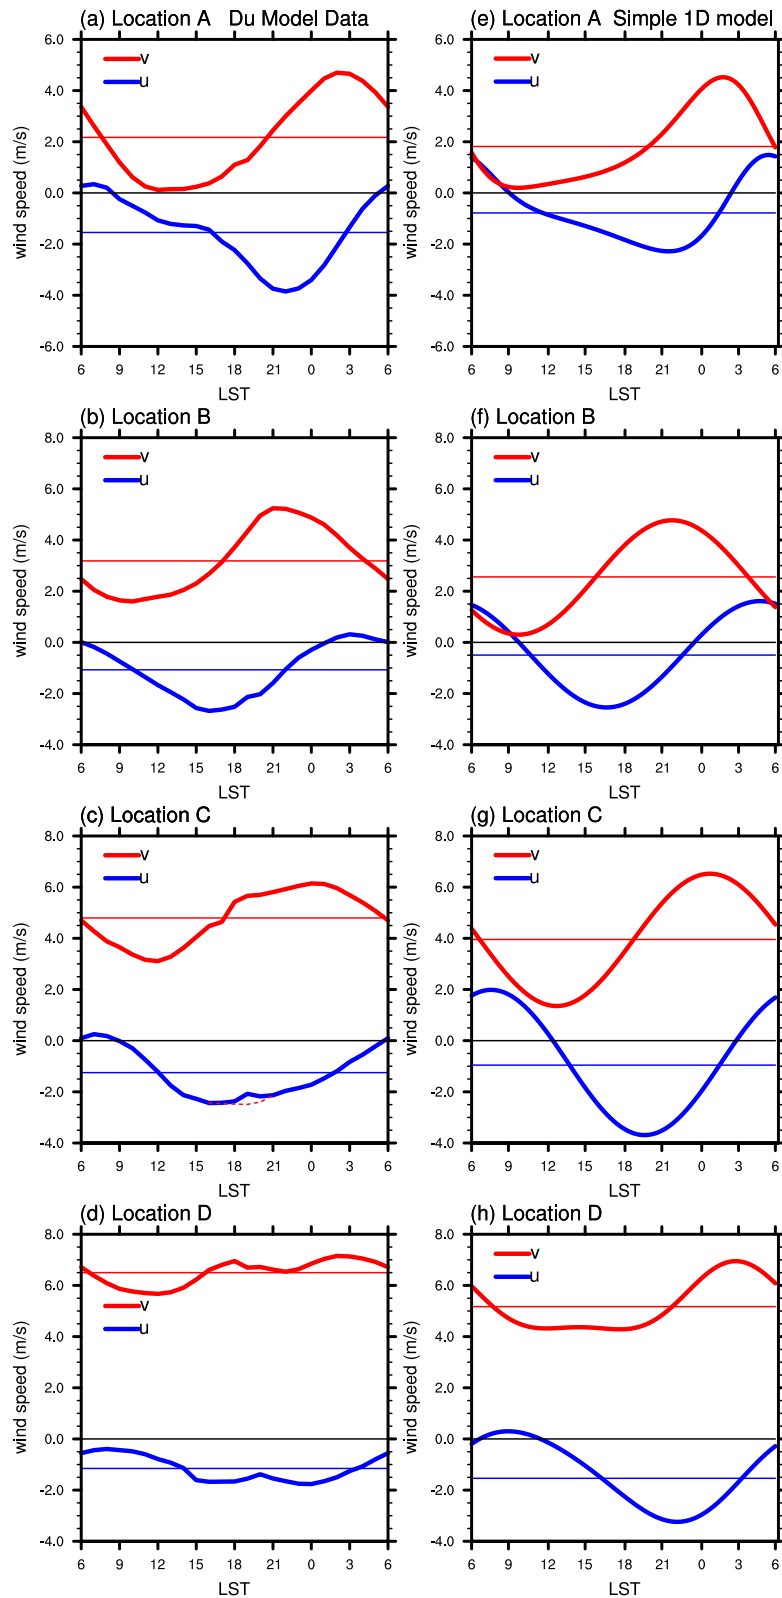 (a) Location A Du Model Data
6.0
4.0
2.0
0.0
-2.0
-4.0
-6.0
wind speed (m/s)
v
u
6 9 12 15 18 21 0 3 6
LST
(e) Location A Simple 1D model
6.0
4.0
2.0
0.0
-2.0
-4.0
-6.0
wind speed (m/s)
v
u
6 9 12 15 18 21 0 3 6
LST
(b) Location B
8.0
6.0
4.0
2.0
0.0
-2.0
-4.0
wind speed (m/s)
v
u
6 9 12 15 18 21 0 3 6
LST
(f) Location B
8.0
6.0
4.0
2.0
0.0
-2.0
-4.0
wind speed (m/s)
v
u
6 9 12 15 18 21 0 3 6
LST
(c) Location C
8.0
6.0
4.0
2.0
0.0
-2.0
-4.0
wind speed (m/s)
v
u
6 9 12 15 18 21 0 3 6
LST
(g) Location C
8.0
6.0
4.0
2.0
0.0
-2.0
-4.0
wind speed (m/s)
v
u
6 9 12 15 18 21 0 3 6
LST
(d) Location D
8.0
6.0
4.0
2.0
0.0
-2.0
-4.0
wind speed (m/s)
v
u
6 9 12 15 18 21 0 3 6
LST
(h) Location D
8.0
6.0
4.0
2.0
0.0
-2.0
-4.0
wind speed (m/s)
v
u
6 9 12 15 18 21 0 3 6
LST